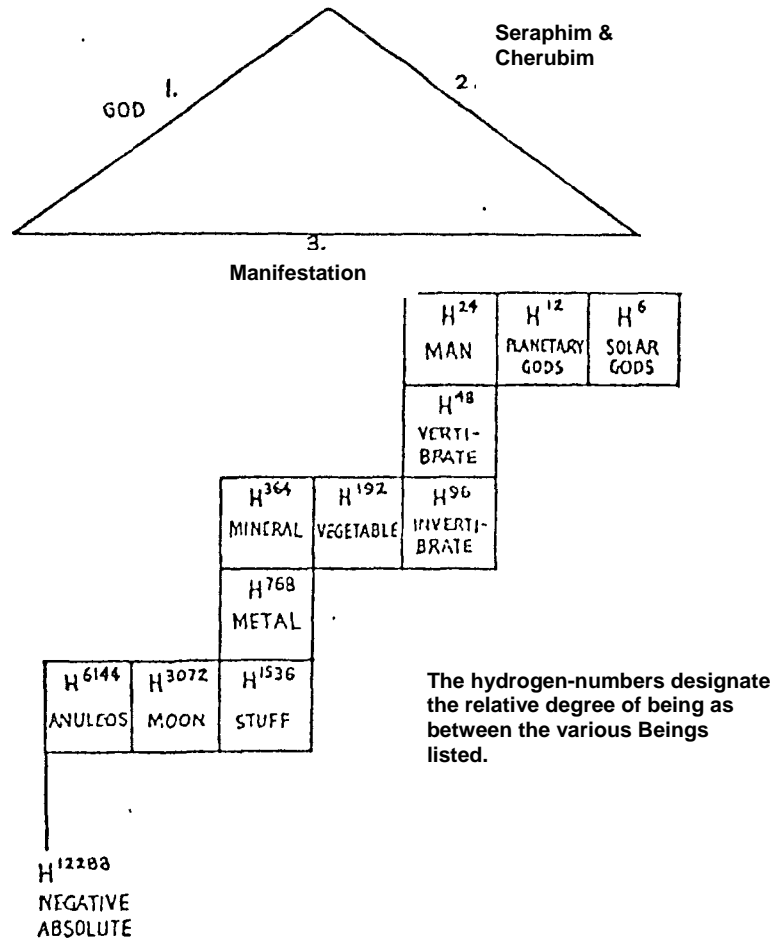 Seraphim &
Cherubim
1.
2.
GOD
3.
Manifestation
H24
MAN
H12
PLANETARY
GODS
H6
SOLAR
GODS
H48
VERTI-
BRATE
H364
MINERAL
H192
VEGETABLE
H96
INVERTI-
BRATE
H768
METAL
H6144
ANULEOS
H3072
MOON
H1536
STUFF
The hydrogen-numbers designate
the relative degree of being as
between the various Beings
listed.
H12288
NEGATIVE
ABSOLUTE